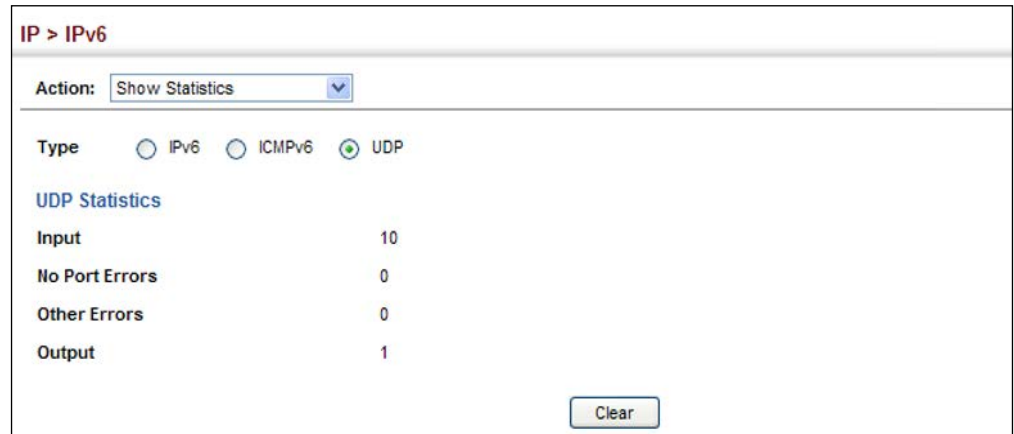 IP > IPv6
Action: Show Statistics
Type IPv6 ICMPv6 UDP
UDP Statistics
Input 10
No Port Errors 0
Other Errors 0
Output 1
Clear